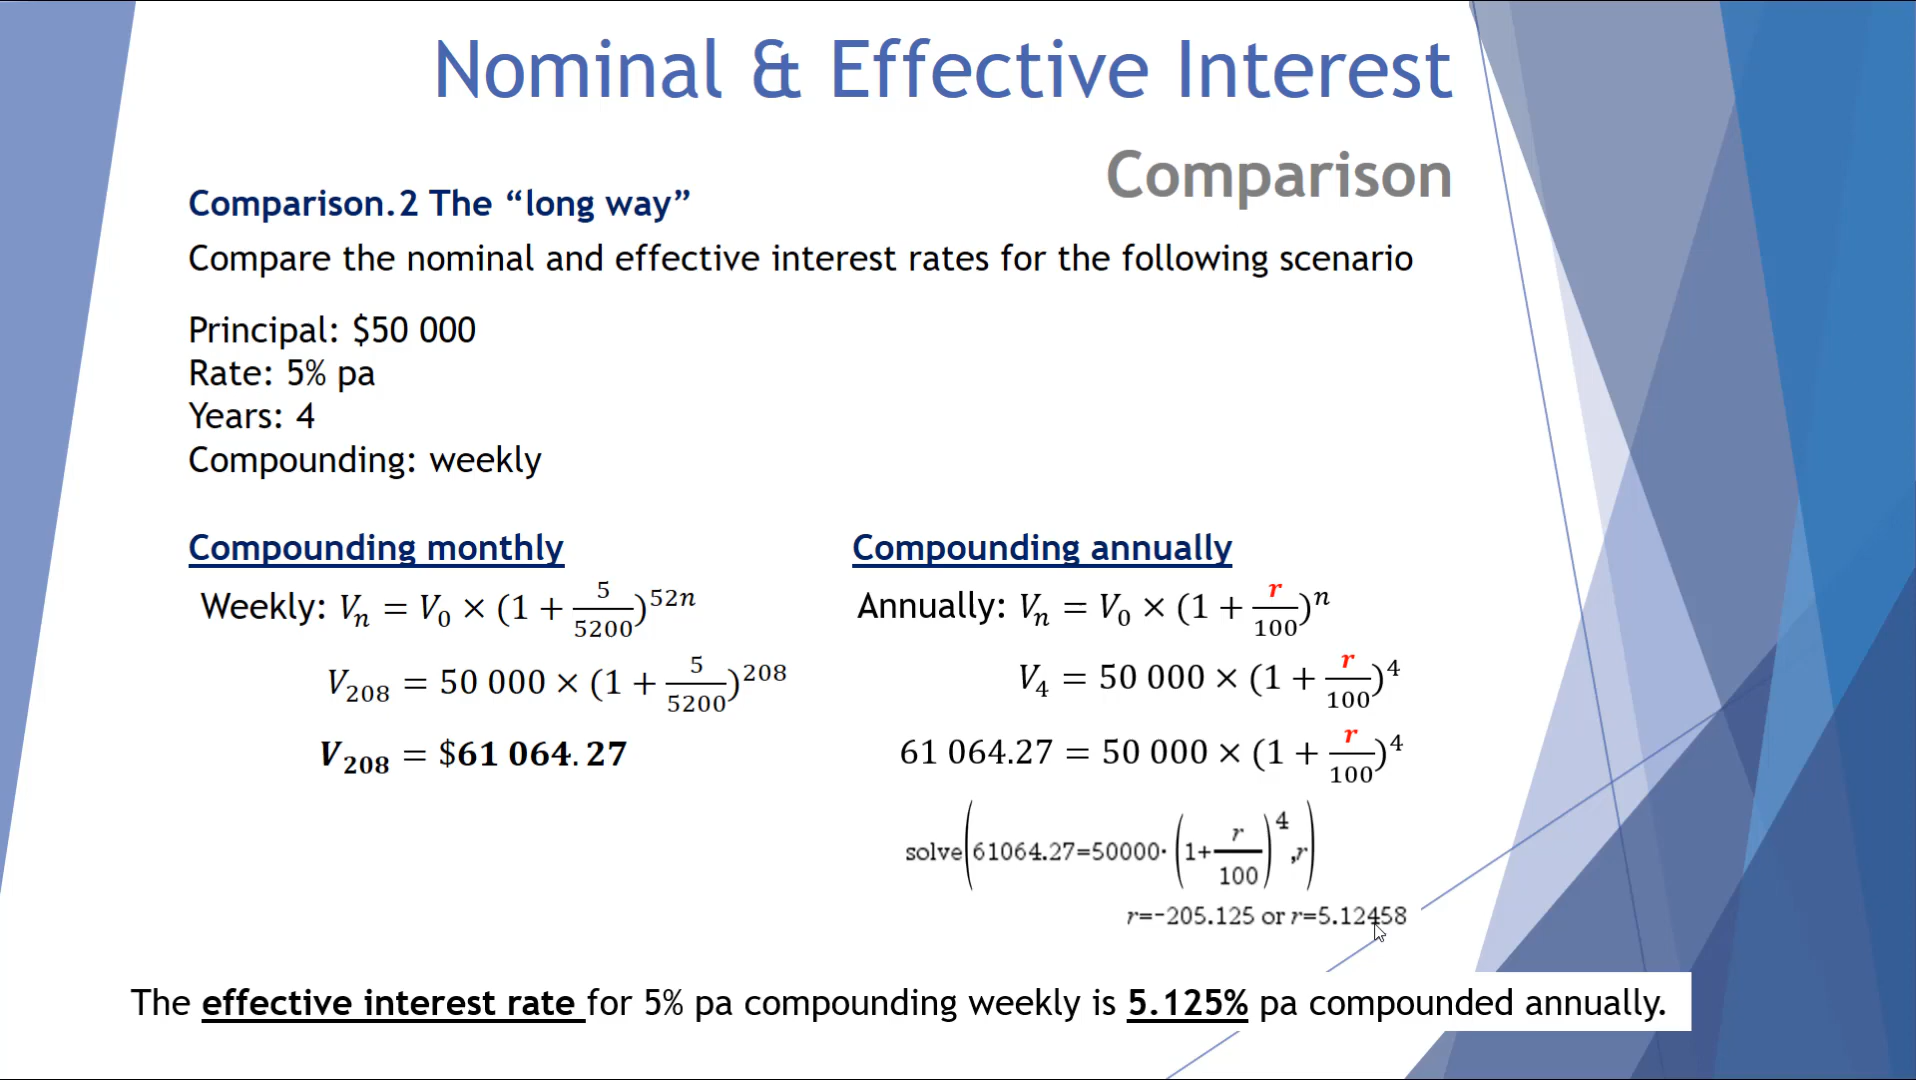 Nominal & Effective Interest
Comparison
Comparison.2 The “long way”
Compare the nominal and effective interest rates for the following scenario
Principal: $50 000
Rate: 5% pa
Years: 4
Compounding: weekly
Compounding monthly
Weekly: Vₙ = V₀ × (1 + 5/5200)^52n
V₂₀₈ = 50 000 × (1 + 5/5200)^208
V₂₀₈ = $61 064.27
Compounding annually
Annually: Vₙ = V₀ × (1 + r/100)^n
V₄ = 50 000 × (1 + r/100)^4
61 064.27 = 50 000 × (1 + r/100)^4
solve(61064.27=50000·(1+r/100)^4,r)
r=-205.125 or r=5.12458
The effective interest rate for 5% pa compounding weekly is 5.125% pa compounded annually.